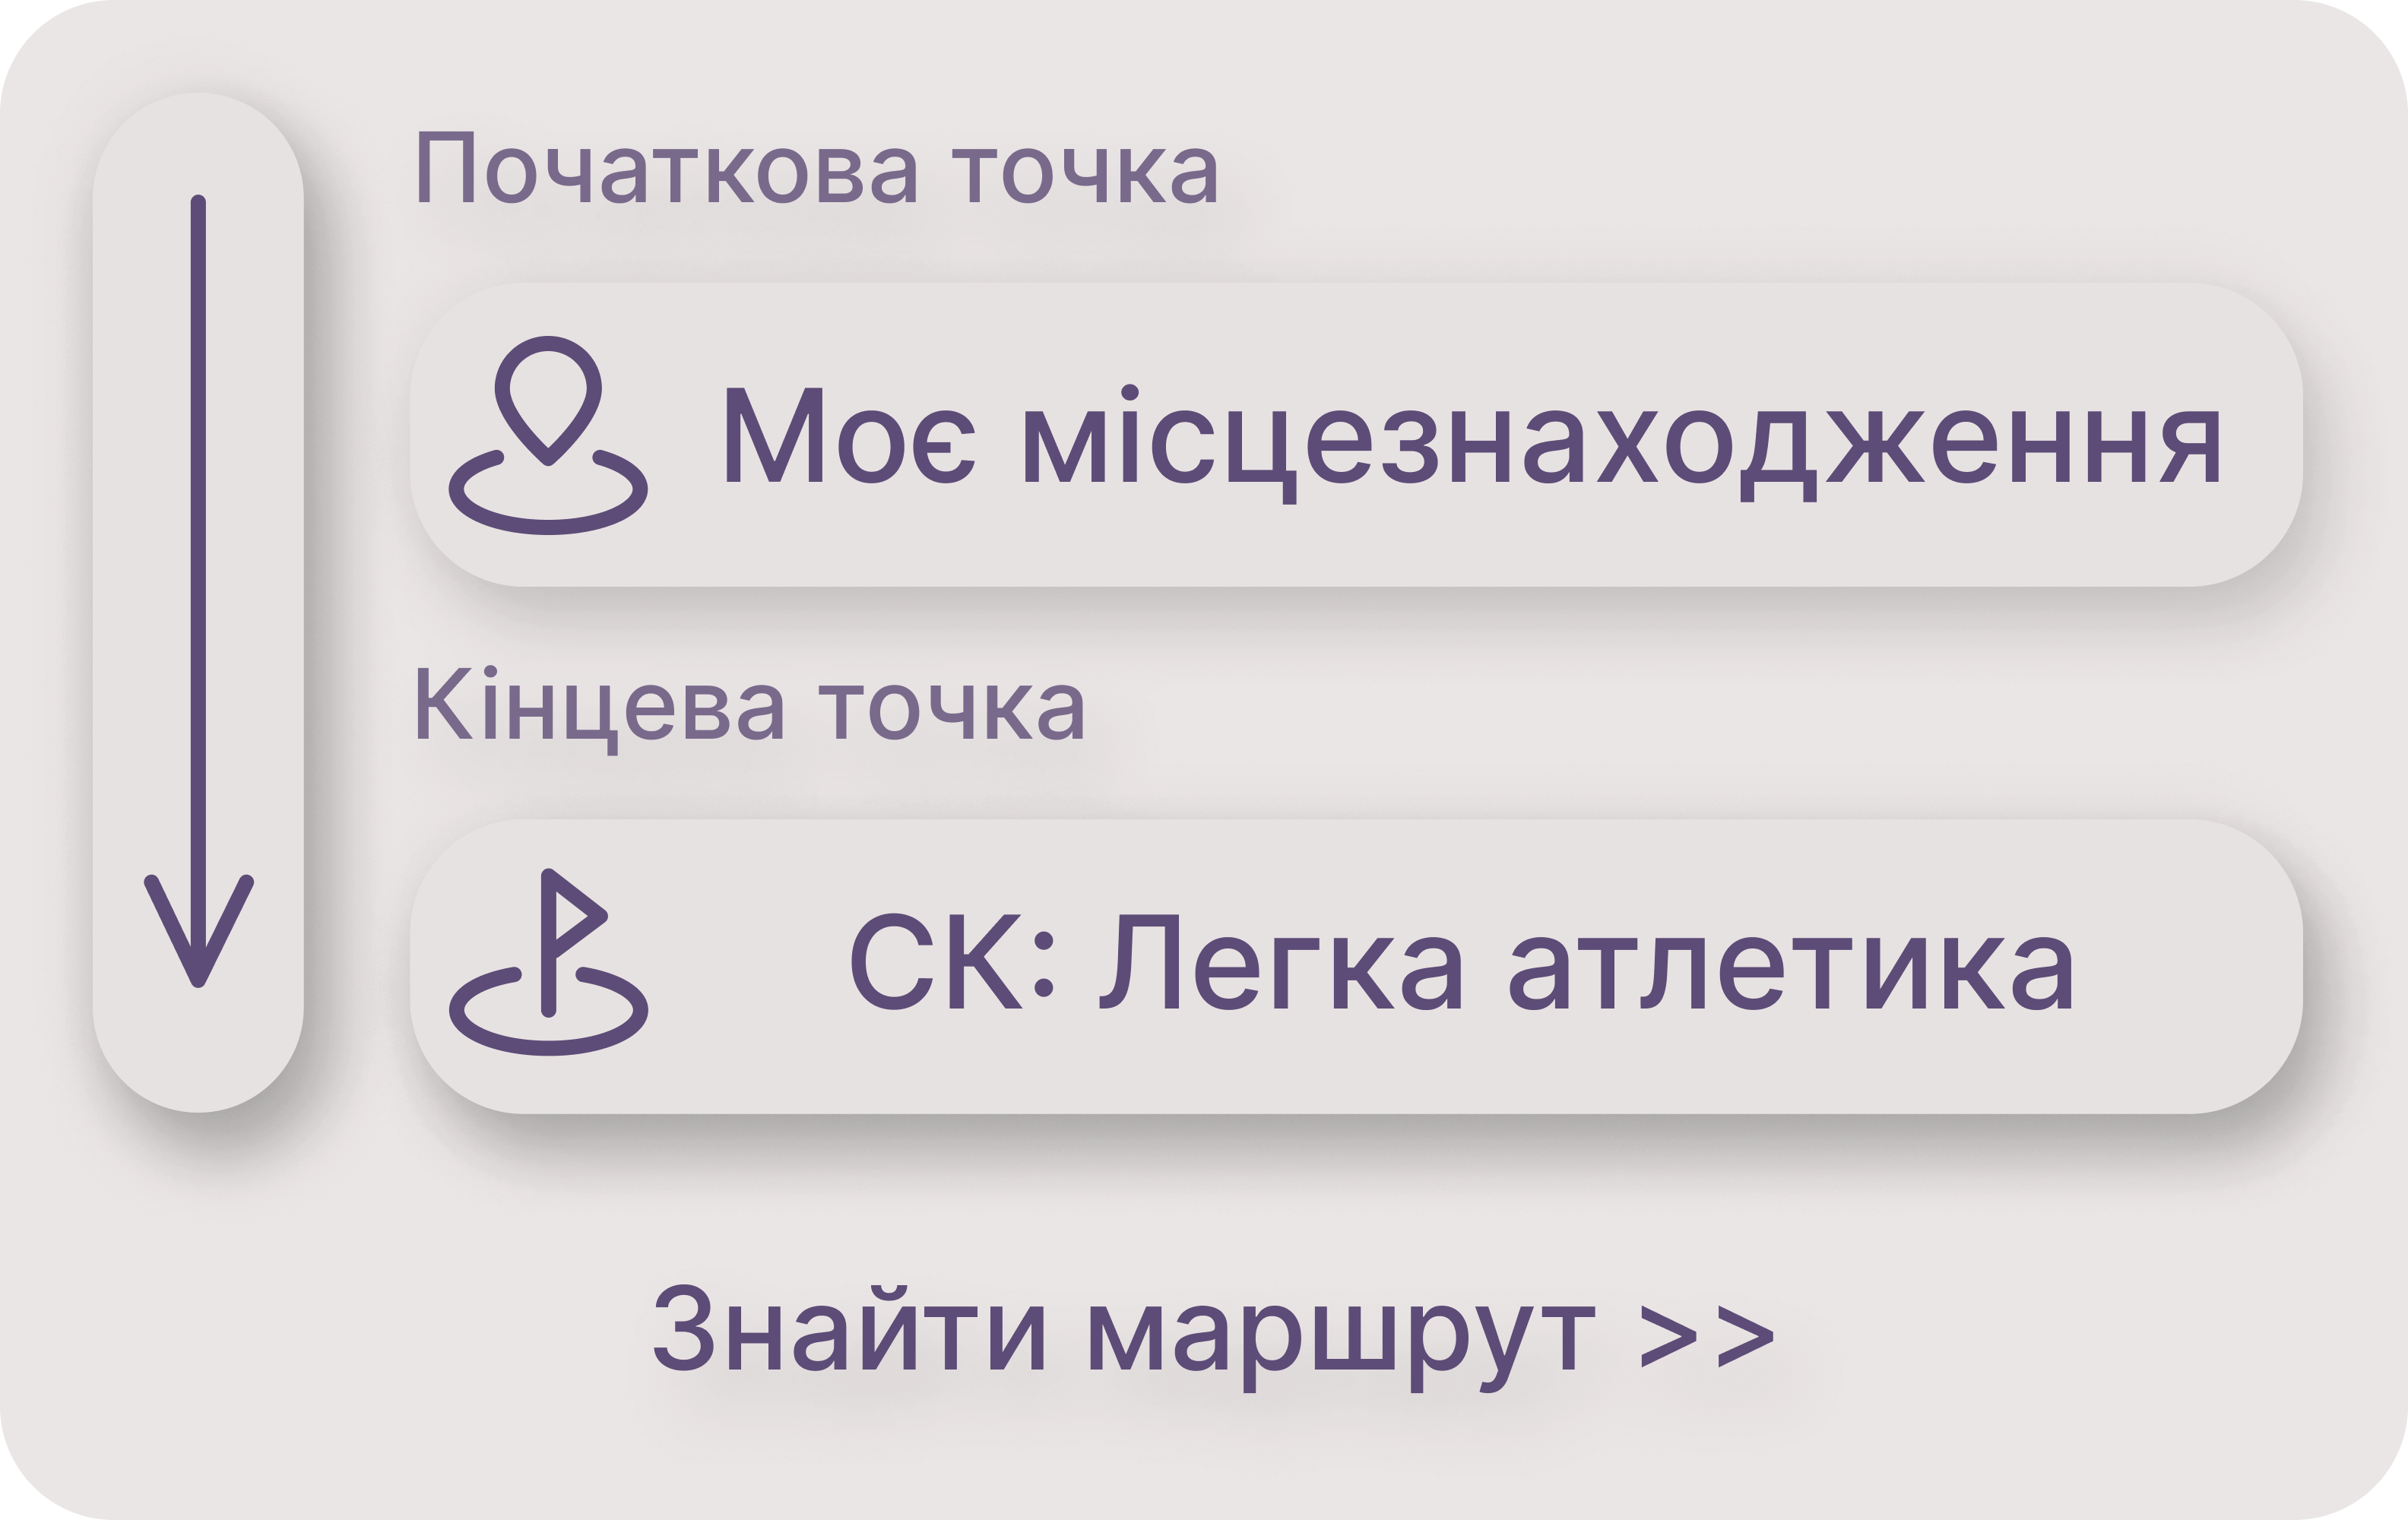 Початкова точка
Моє місцезнаходження
Кінцева точка
СК: Легка атлетика
Знайти маршрут >>